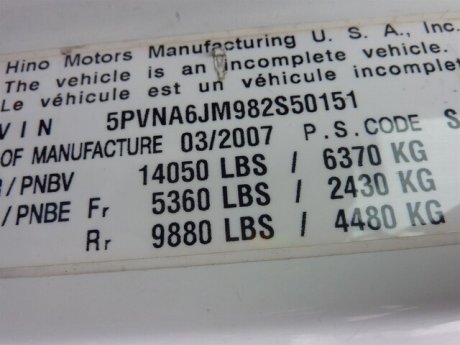 Hino Motors Manufacturing U. S. A., Inc.
The vehicle is an incomplete vehicle
Le véhicule est un véhicule incomplet
VIN 5PVNA6JM982S50151
OF MANUFACTURE 03/2007 P.S.CODE S
/ PNBV 14050 LBS / 6370 KG
/ PNBE Fr 5360 LBS / 2430 KG
Rr 9880 LBS / 4480 KG